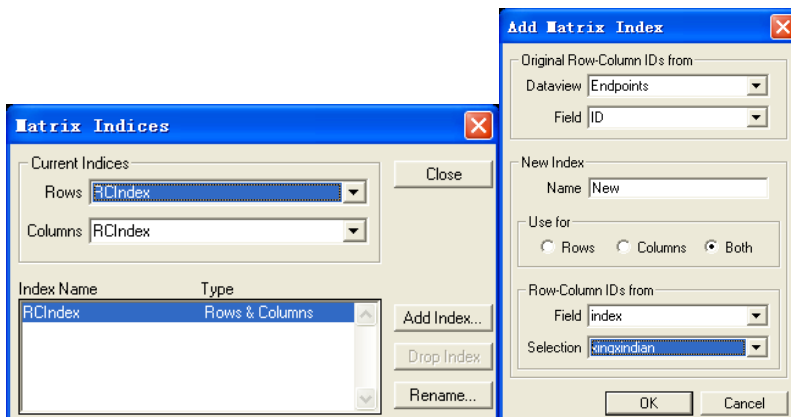 Matrix Indices
Current Indices
Rows RCIndex
Columns RCIndex
Close
Index Name Type
RCIndex Rows & Columns
Add Index...
Drop Index
Rename...
Add Matrix Index
Original Row-Column IDs from
Dataview Endpoints
Field ID
New Index
Name New
Use for
Rows Columns Both
Row-Column IDs from
Field index
Selection xingxindian
OK Cancel